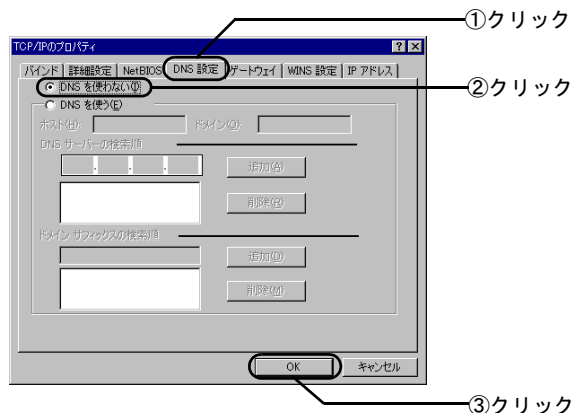 ①クリック
TCP/IPのプロパティ
バインド 詳細設定 NetBIOS DNS 設定 ゲートウェイ WINS 設定 IP アドレス
DNS を使わない(I)
②クリック
DNS を使う(E)
ホスト(H): ドメイン(O):
DNS サーバーの検索順
追加(A)
削除(R)
ドメイン サフィックスの検索順
追加(D)
削除(M)
OK キャンセル
③クリック